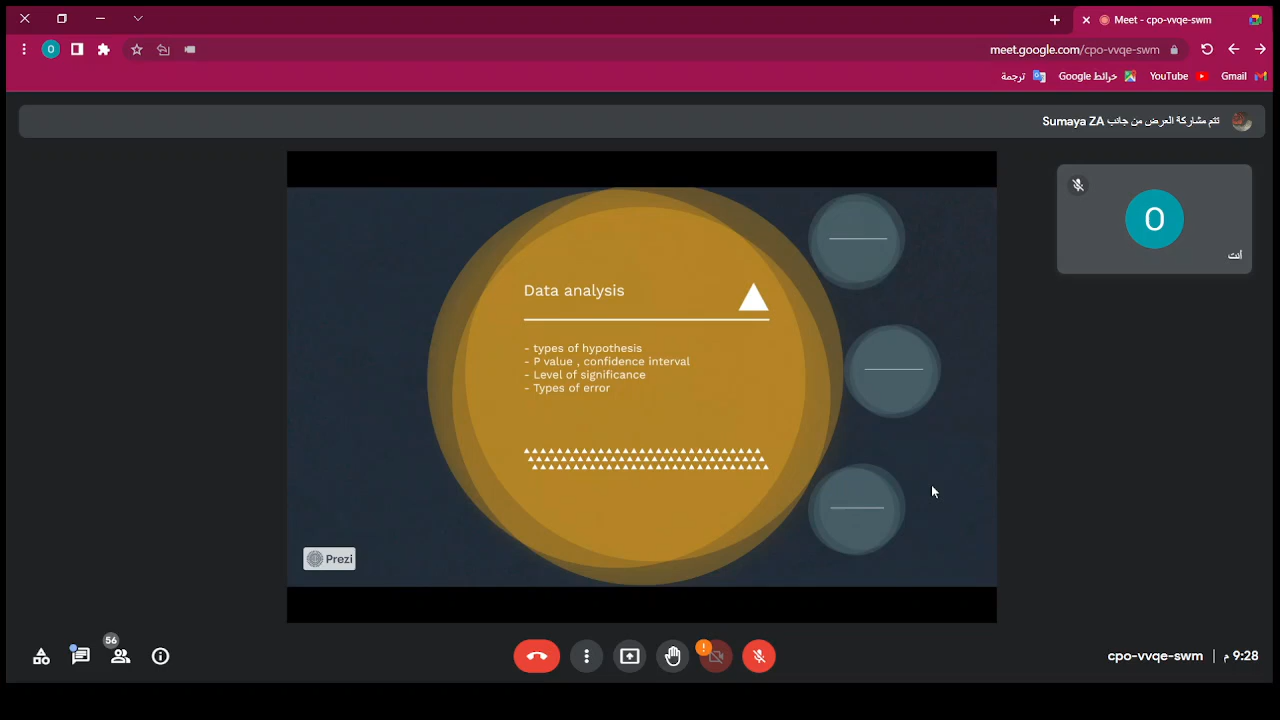 Meet - cpo-vvqe-swm
O
meet.google.com/cpo-vvqe-swm
ترجمة
خرائط Google
YouTube
Gmail
تتم مشاركة العرض من جانب Sumaya ZA
O
أنت
Data analysis
- types of hypothesis
- P value , confidence interval
- Level of significance
- Types of error
Prezi
56
!
cpo-vvqe-swm | 9:28 م